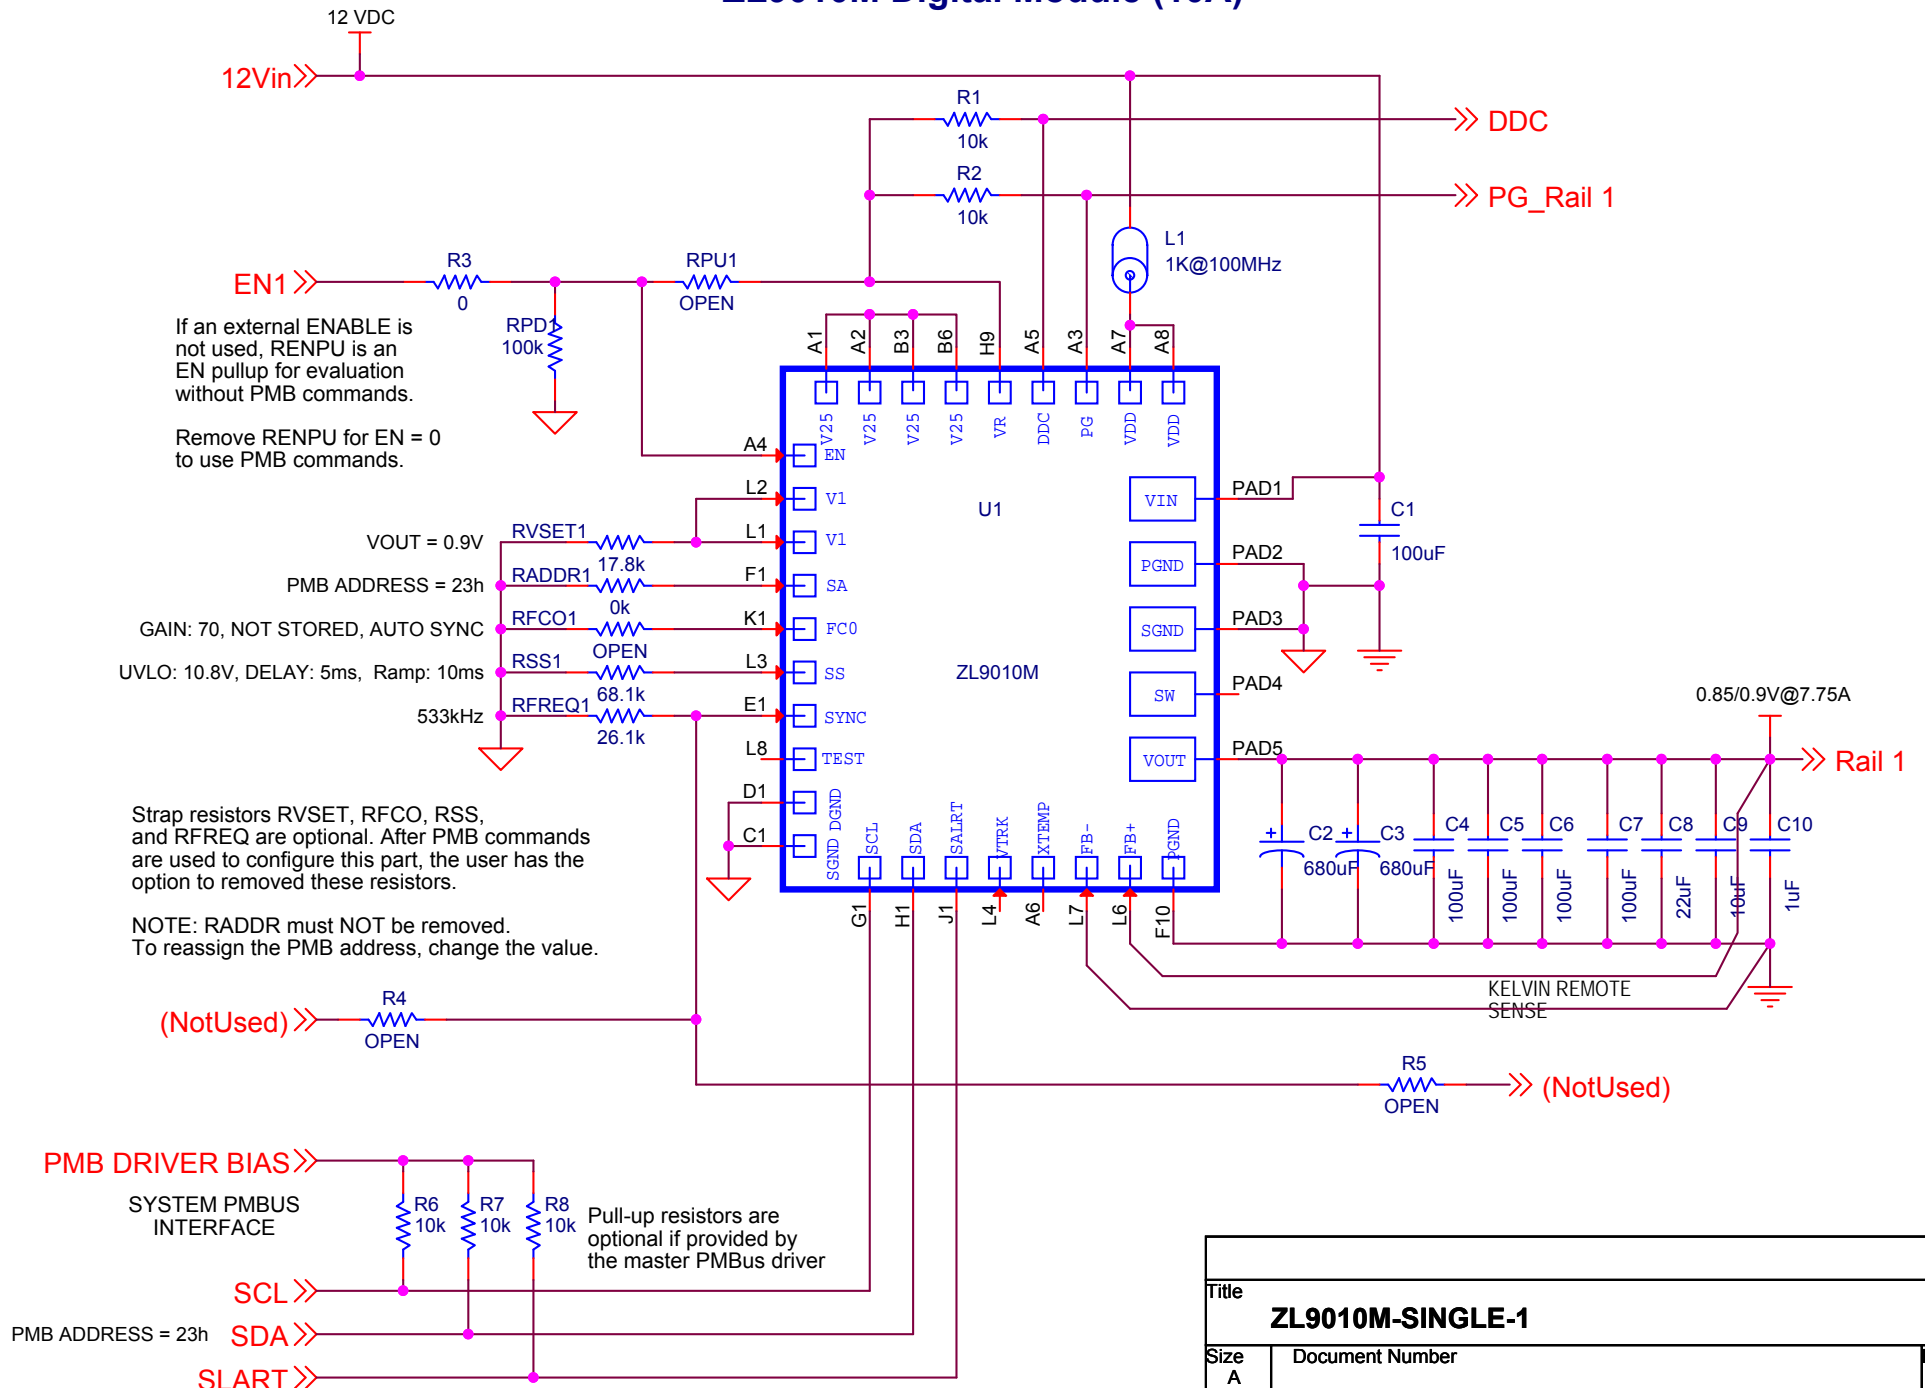 ZL9010M Digital Module (10A)
12 VDC
12Vin
R1
10k
DDC
R2
10k
PG_Rail 1
L1
1K@100MHz
EN1
R3
0
RPU1
OPEN
RPD1
100k
If an external ENABLE is
not used, RENPU is an
EN pullup for evaluation
without PMB commands.
Remove RENPU for EN = 0
to use PMB commands.
A1
A2
B3
B6
H9
A5
A3
A7
A8
V25
V25
V25
V25
VR
DDC
PG
VDD
VDD
A4
EN
L2
V1
L1
V1
F1
SA
K1
FC0
L3
SS
E1
SYNC
L8
TEST
D1
DGND
C1
SGND
U1
ZL9010M
VIN
PAD1
PGND
PAD2
SGND
PAD3
SW
PAD4
VOUT
PAD5
C1
100uF
VOUT = 0.9V
RVSET1
17.8k
PMB ADDRESS = 23h
RADDR1
0k
GAIN: 70, NOT STORED, AUTO SYNC
RFCO1
OPEN
UVLO: 10.8V, DELAY: 5ms, Ramp: 10ms
RSS1
68.1k
533kHz
RFREQ1
26.1k
0.85/0.9V@7.75A
Rail 1
SCL
SDA
SALRT
VTRK
XTEMP
FB-
FB+
PGND
G1
H1
J1
L4
A6
L7
L6
F10
+
C2
680uF
+
C3
680uF
C4
100uF
C5
100uF
C6
100uF
C7
100uF
C8
22uF
C9
10uF
C10
1uF
KELVIN REMOTE
SENSE
Strap resistors RVSET, RFCO, RSS,
and RFREQ are optional. After PMB commands
are used to configure this part, the user has the
option to removed these resistors.
NOTE: RADDR must NOT be removed.
To reassign the PMB address, change the value.
(NotUsed)
R4
OPEN
R5
OPEN
(NotUsed)
PMB DRIVER BIAS
SYSTEM PMBUS
INTERFACE
R6
10k
R7
10k
R8
10k
Pull-up resistors are
optional if provided by
the master PMBus driver
SCL
PMB ADDRESS = 23h
SDA
SLART
Title
ZL9010M-SINGLE-1
Size
A
Document Number